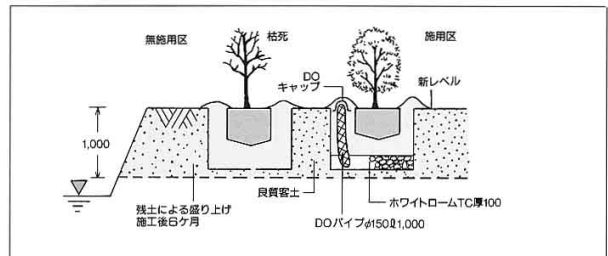 無施用区
枯死
施用区
DO
キャップ
新レベル
1,000
残土による盛り上げ
施工後6ケ月
良質客土
DOパイプφ150ℓ1,000
ホワイトロームTC厚100